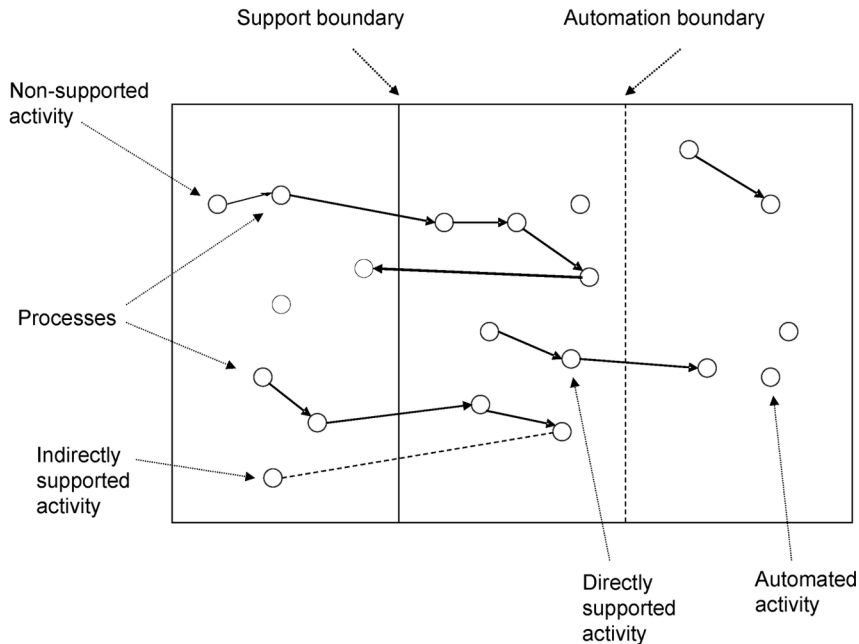 Support boundary
Automation boundary
Non-supported
activity
Processes
Indirectly
supported
activity
Directly
supported
activity
Automated
activity